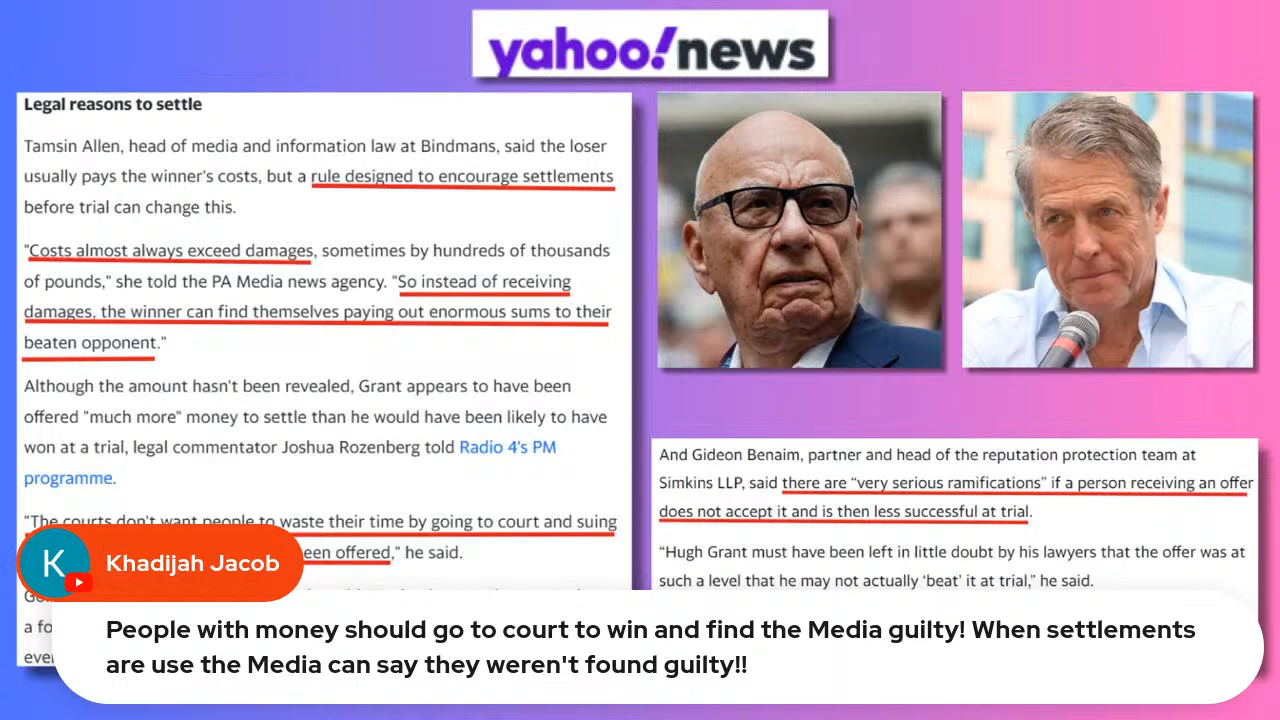 yahoo!news
Legal reasons to settle
Tamsin Allen, head of media and information law at Bindmans, said the loser
usually pays the winner's costs, but a rule designed to encourage settlements
before trial can change this.
"Costs almost always exceed damages, sometimes by hundreds of thousands
of pounds," she told the PA Media news agency. "So instead of receiving
damages, the winner can find themselves paying out enormous sums to their
beaten opponent."
Although the amount hasn't been revealed, Grant appears to have been
offered "much more" money to settle than he would have been likely to have
won at a trial, legal commentator Joshua Rozenberg told Radio 4's PM
programme.
"The courts don't want people to waste their time by going to court and suing
een offered," he said.
a fo
And Gideon Benaim, partner and head of the reputation protection team at
Simkins LLP, said there are “very serious ramifications” if a person receiving an offer
does not accept it and is then less successful at trial.
“Hugh Grant must have been left in little doubt by his lawyers that the offer was at
such a level that he may not actually ‘beat’ it at trial,” he said.
K
Khadijah Jacob
People with money should go to court to win and find the Media guilty! When settlements
are use the Media can say they weren't found guilty!!